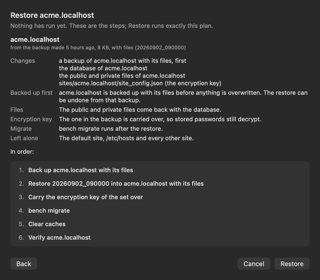 Restore acme.localhost
Nothing has run yet. These are the steps; Restore runs exactly this plan.
acme.localhost
from the backup made 5 hours ago, 8 KB, with files (20260902_090000)
Changes a backup of acme.localhost with its files, first
the database of acme.localhost
the public and private files of acme.localhost
sites/acme.localhost/site_config.json (the encryption key)
Backed up first acme.localhost is backed up with its files before anything is overwritten. The restore can
be undone from that backup.
Files The public and private files come back with the database.
Encryption key The one in the backup is carried over, so stored passwords still decrypt.
Migrate bench migrate runs after the restore.
Left alone The default site, /etc/hosts and every other site.
In order:
1. Back up acme.localhost with its files
2. Restore 20260902_090000 into acme.localhost with its files
3. Carry the encryption key of the set over
4. bench migrate
5. Clear caches
6. Verify acme.localhost
Back Cancel Restore